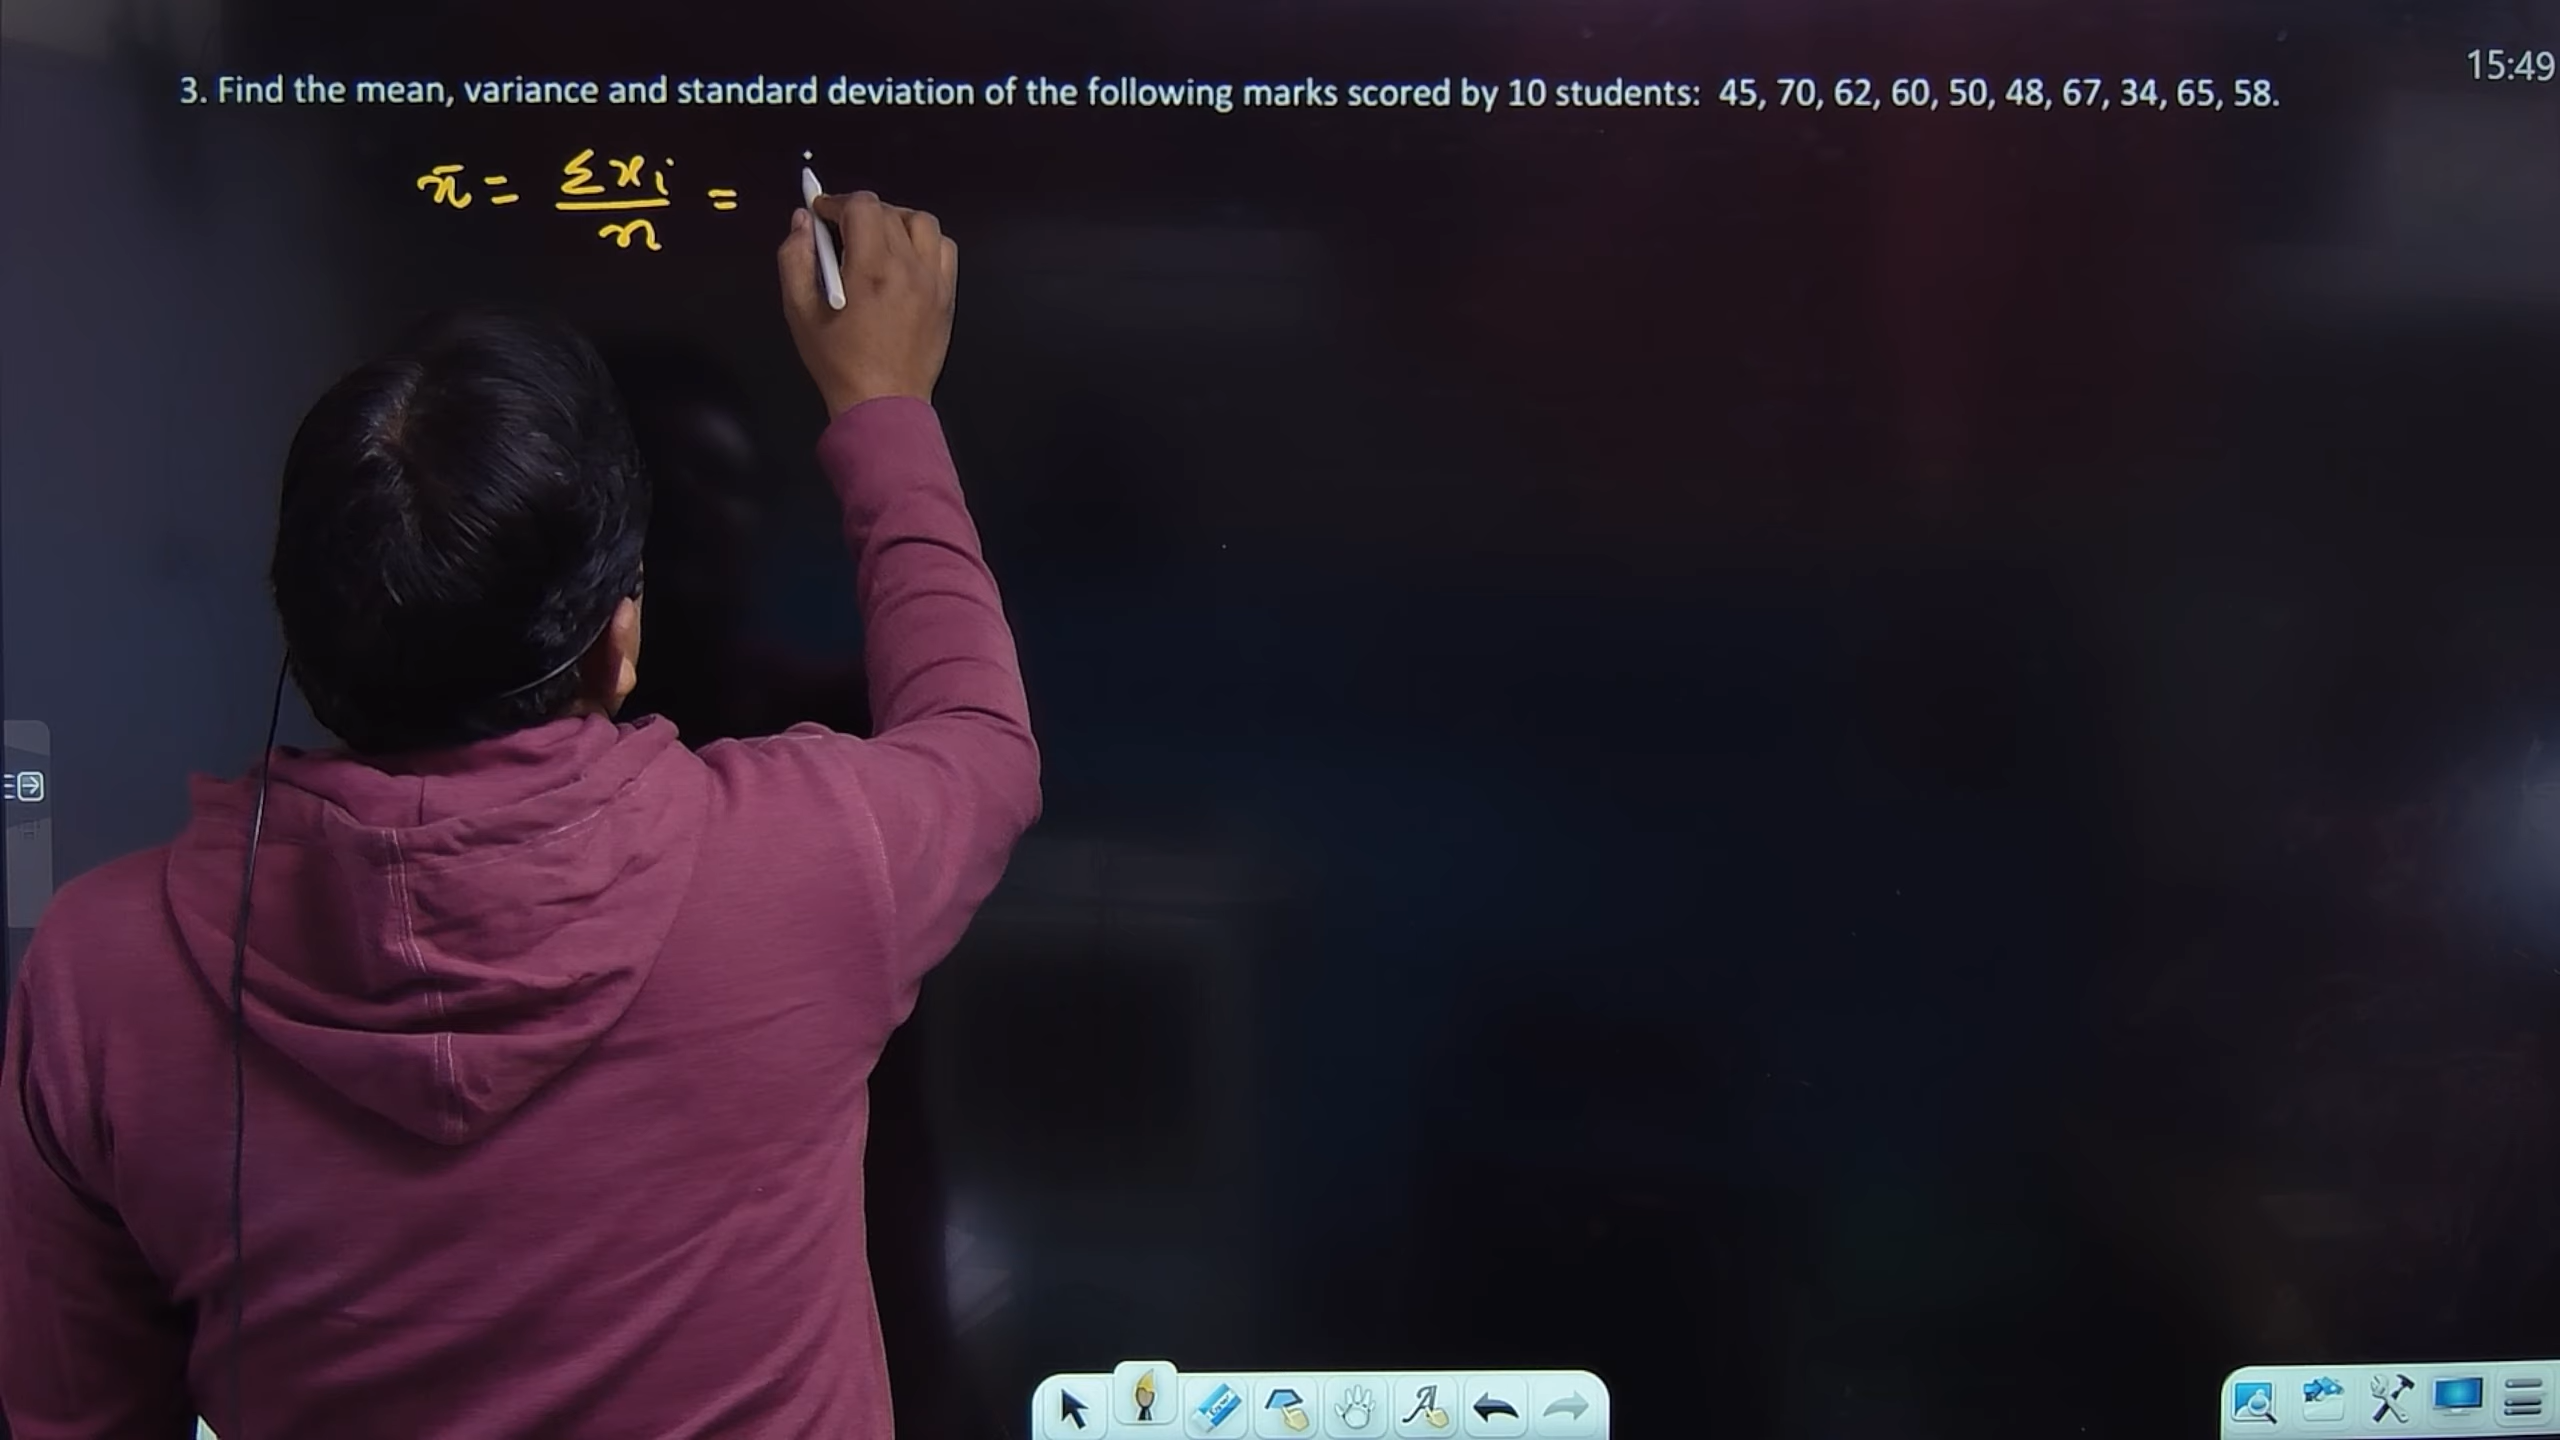 15:49
3. Find the mean, variance and standard deviation of the following marks scored by 10 students: 45, 70, 62, 60, 50, 48, 67, 34, 65, 58.
x̄ = Σxi / n =